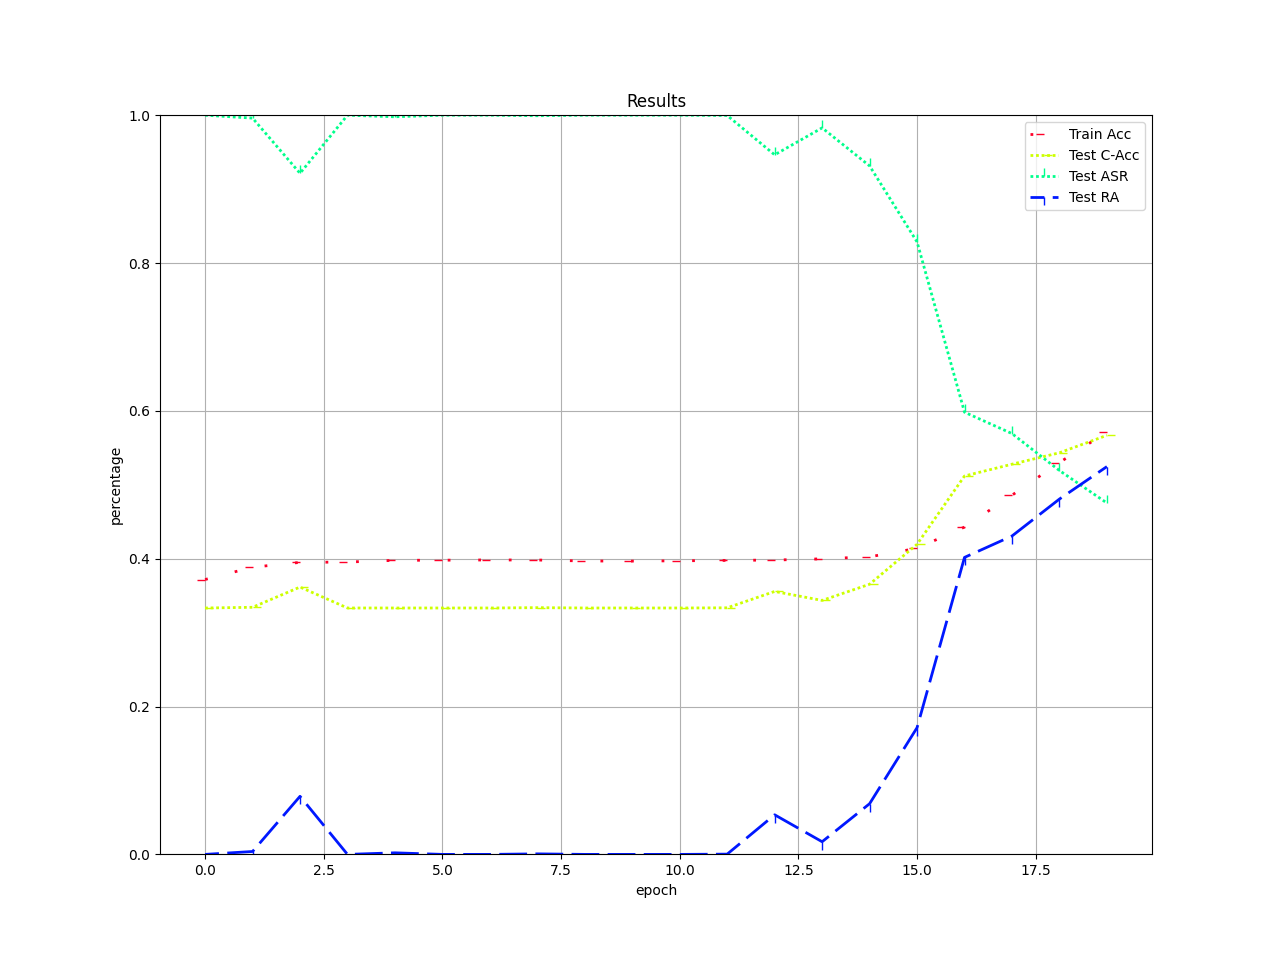 Results
1.0
0.8
0.6
0.4
0.2
0.0
percentage
Train Acc
Test C-Acc
Test ASR
Test RA
0.0 2.5 5.0 7.5 10.0 12.5 15.0 17.5
epoch